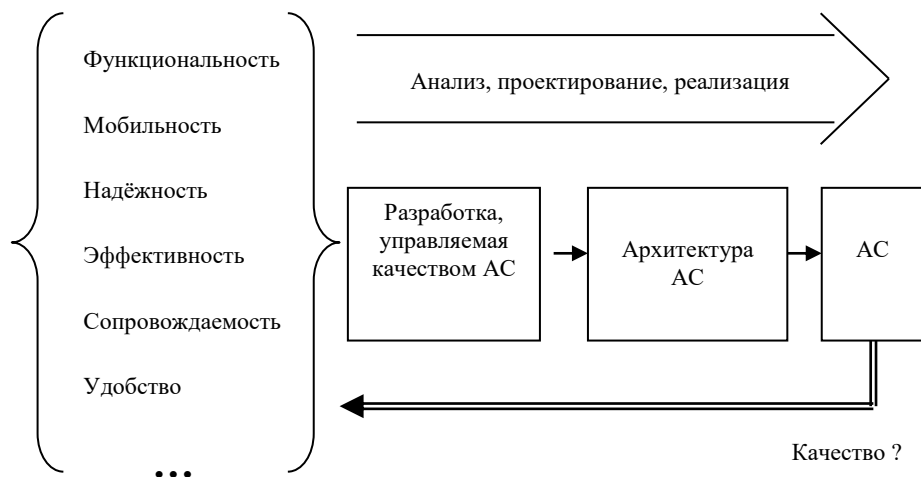 Функциональность
Мобильность
Надёжность
Эффективность
Сопровождаемость
Удобство
...
Анализ, проектирование, реализация
Разработка,
управляемая
качеством АС
Архитектура
АС
АС
Качество ?